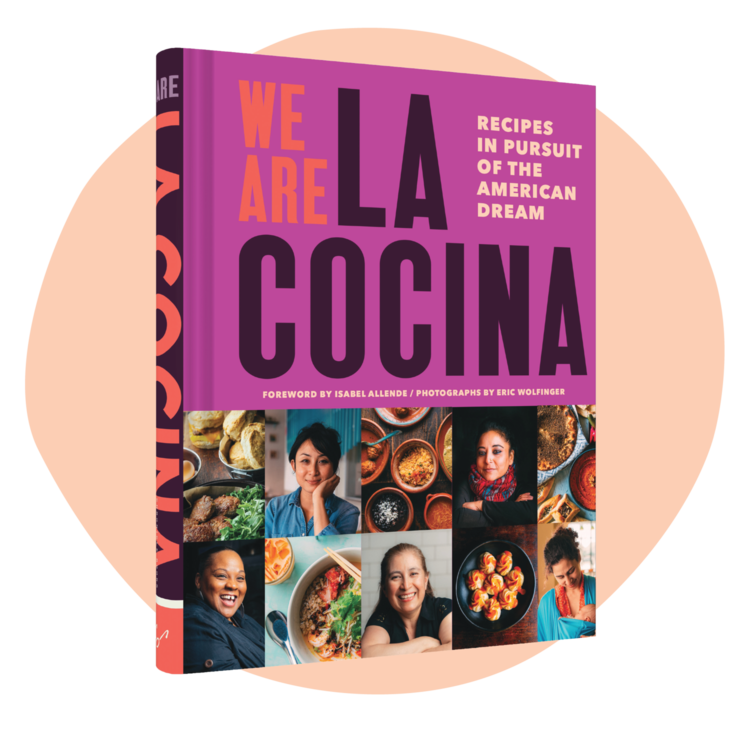 WE
ARE
LA
COCINA
RECIPES
IN PURSUIT
OF THE
AMERICAN
DREAM
FOREWORD BY ISABEL ALLENDE / PHOTOGRAPHS BY ERIC WOLFINGER
ARE
LA COCINA